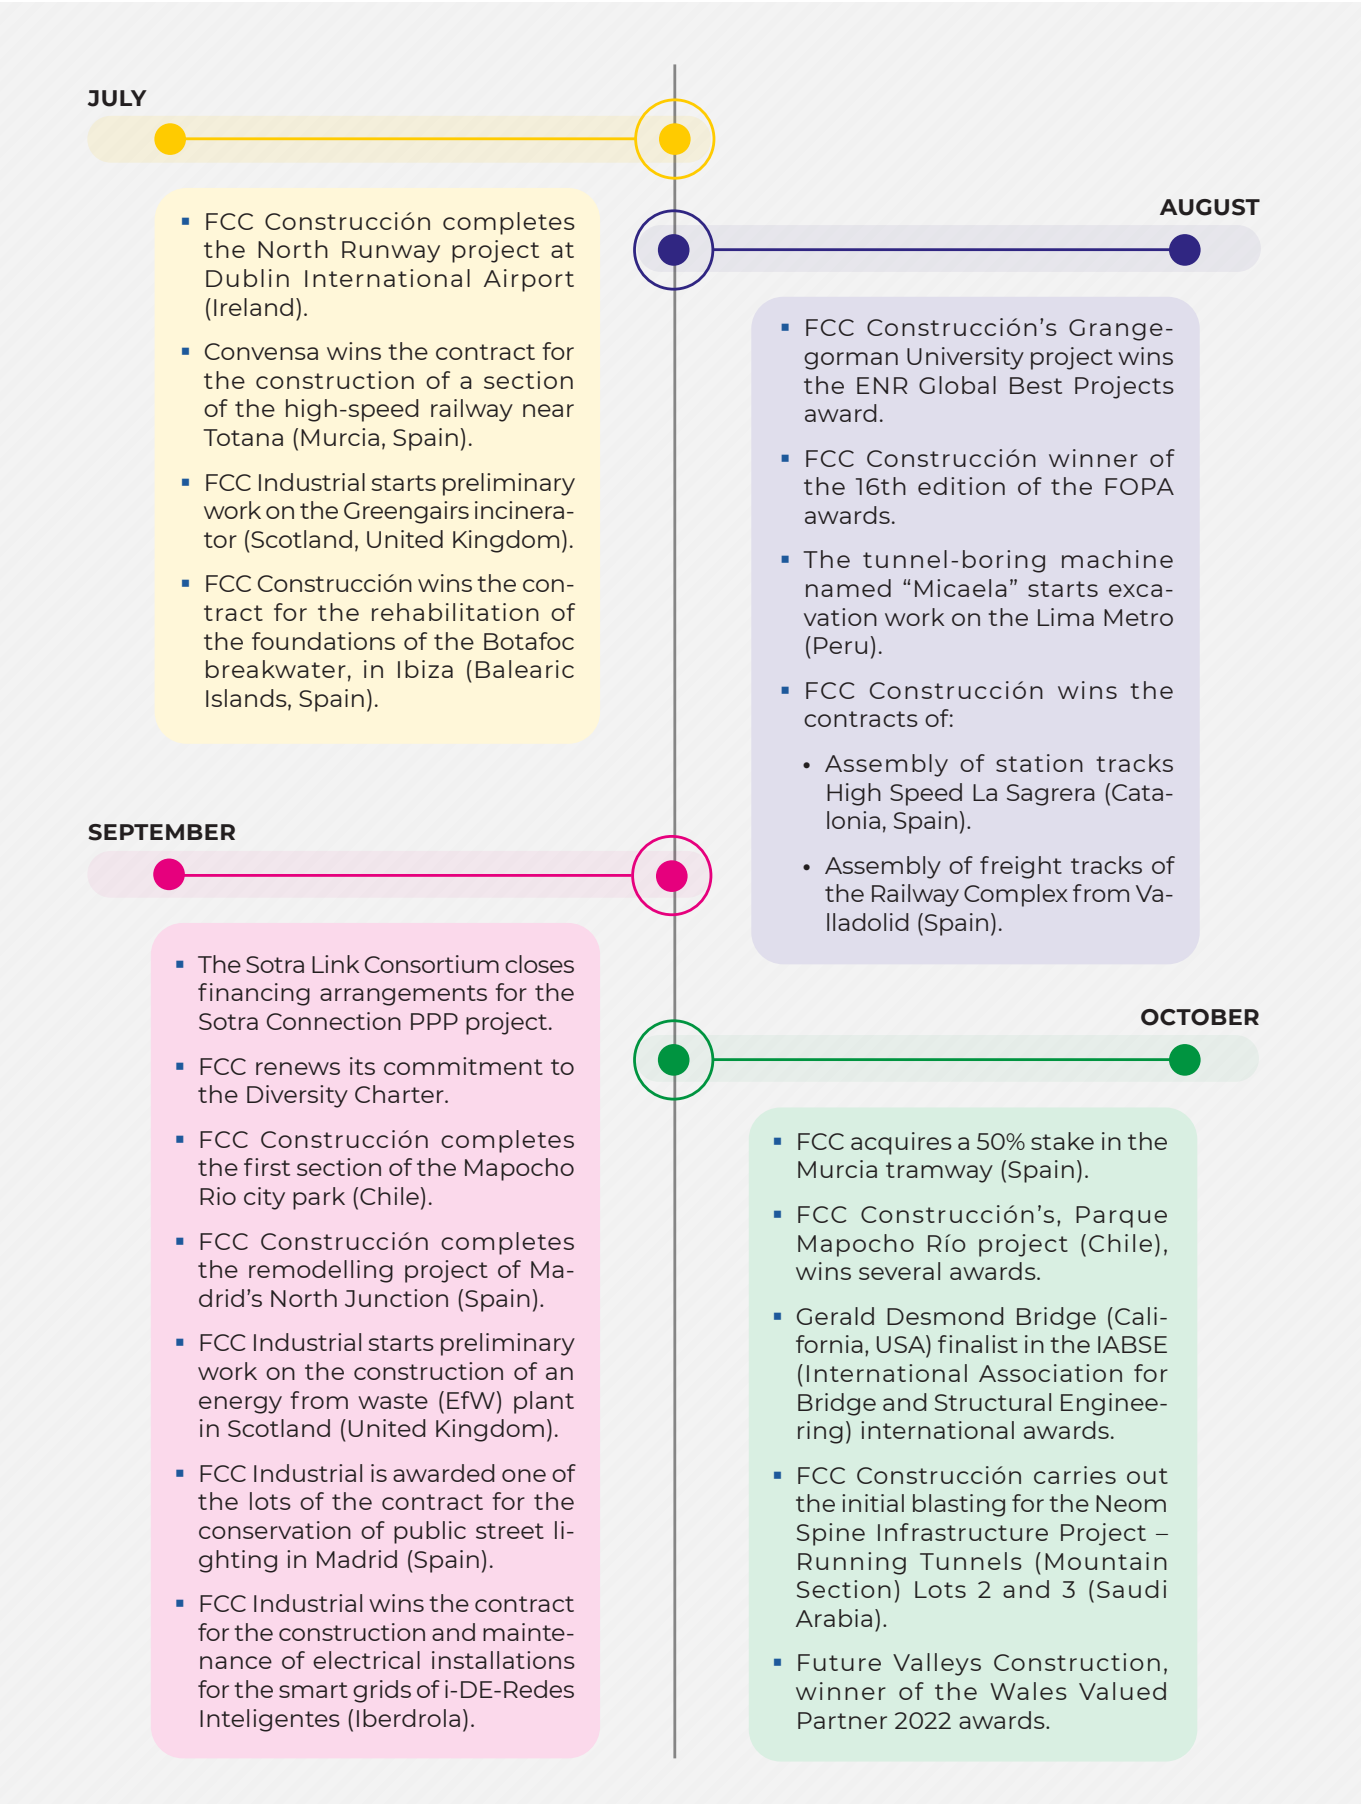 JULY
▪ FCC Construcción completes
the North Runway project at
Dublin International Airport
(Ireland).
▪ Convensa wins the contract for
the construction of a section
of the high-speed railway near
Totana (Murcia, Spain).
▪ FCC Industrial starts preliminary
work on the Greengairs incinera-
tor (Scotland, United Kingdom).
▪ FCC Construcción wins the con-
tract for the rehabilitation of
the foundations of the Botafoc
breakwater, in Ibiza (Balearic
Islands, Spain).
AUGUST
▪ FCC Construcción’s Grange-
gorman University project wins
the ENR Global Best Projects
award.
▪ FCC Construcción winner of
the 16th edition of the FOPA
awards.
▪ The tunnel-boring machine
named “Micaela” starts exca-
vation work on the Lima Metro
(Peru).
▪ FCC Construcción wins the
contracts of:
• Assembly of station tracks
High Speed La Sagrera (Cata-
lonia, Spain).
• Assembly of freight tracks of
the Railway Complex from Va-
lladolid (Spain).
SEPTEMBER
▪ The Sotra Link Consortium closes
financing arrangements for the
Sotra Connection PPP project.
▪ FCC renews its commitment to
the Diversity Charter.
▪ FCC Construcción completes
the first section of the Mapocho
Rio city park (Chile).
▪ FCC Construcción completes
the remodelling project of Ma-
drid’s North Junction (Spain).
▪ FCC Industrial starts preliminary
work on the construction of an
energy from waste (EfW) plant
in Scotland (United Kingdom).
▪ FCC Industrial is awarded one of
the lots of the contract for the
conservation of public street li-
ghting in Madrid (Spain).
▪ FCC Industrial wins the contract
for the construction and mainte-
nance of electrical installations
for the smart grids of i-DE-Redes
Inteligentes (Iberdrola).
OCTOBER
▪ FCC acquires a 50% stake in the
Murcia tramway (Spain).
▪ FCC Construcción’s, Parque
Mapocho Río project (Chile),
wins several awards.
▪ Gerald Desmond Bridge (Cali-
fornia, USA) finalist in the IABSE
(International Association for
Bridge and Structural Enginee-
ring) international awards.
▪ FCC Construcción carries out
the initial blasting for the Neom
Spine Infrastructure Project –
Running Tunnels (Mountain
Section) Lots 2 and 3 (Saudi
Arabia).
▪ Future Valleys Construction,
winner of the Wales Valued
Partner 2022 awards.